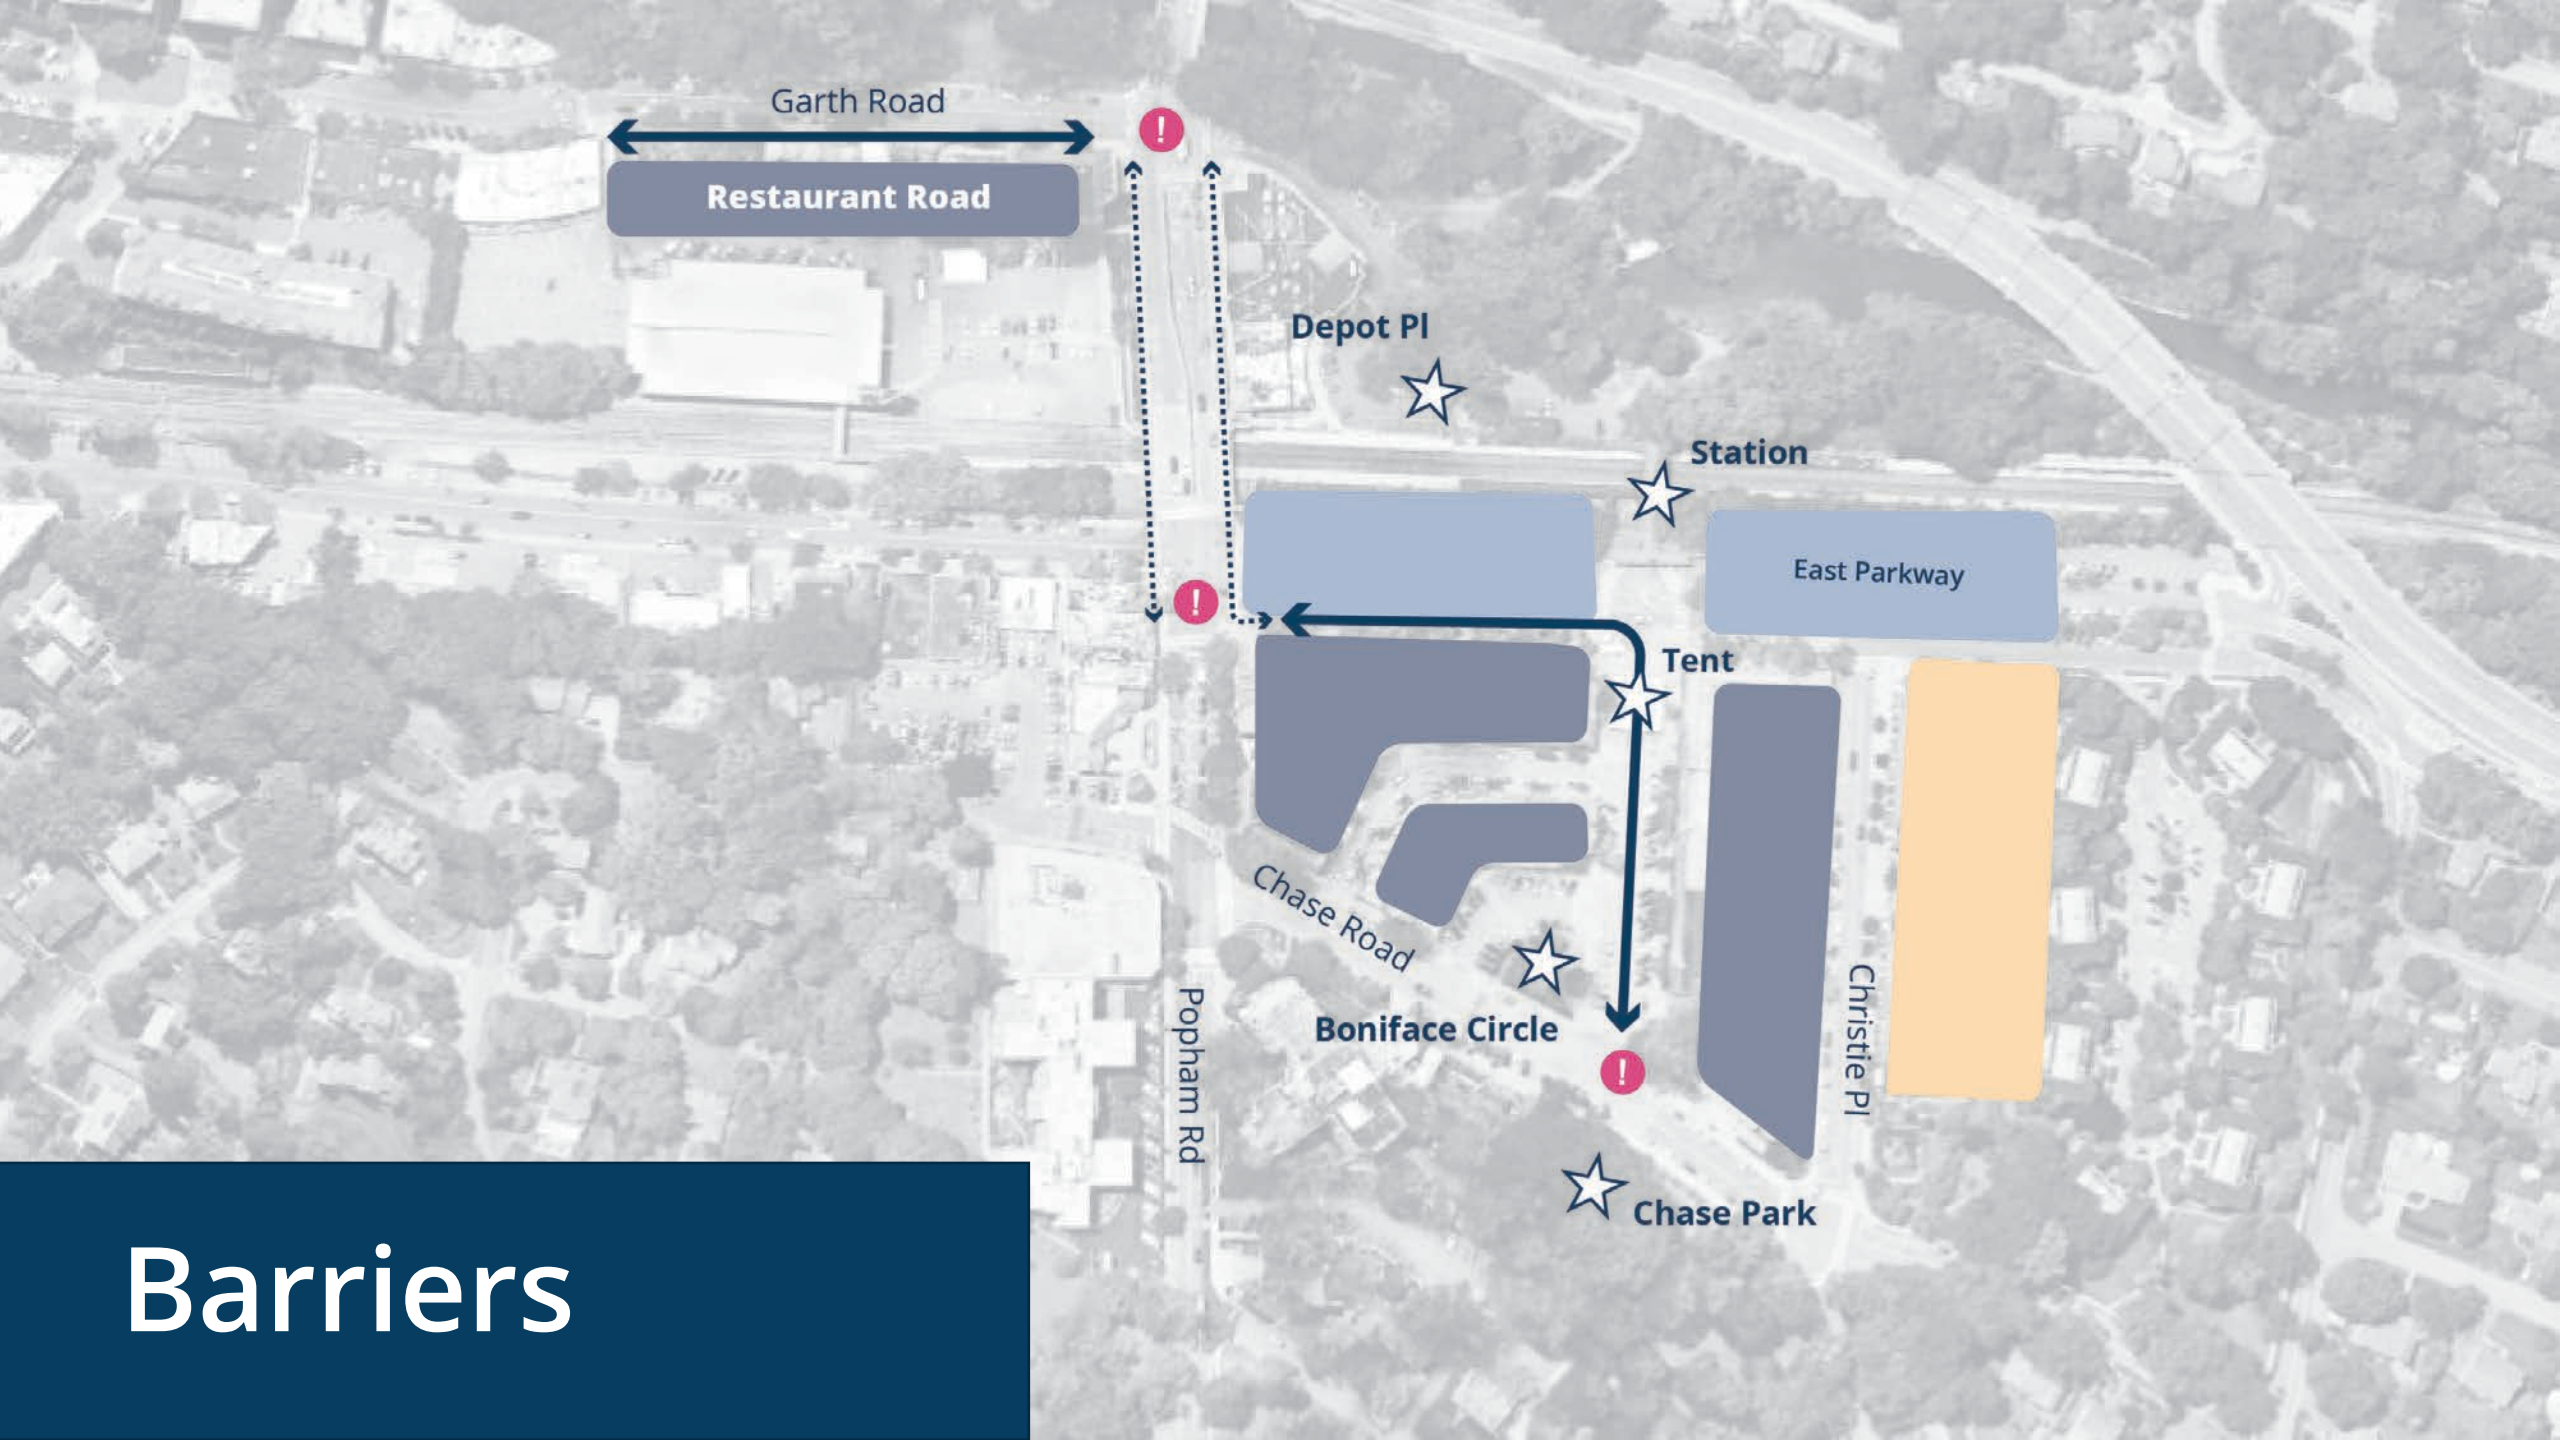 Garth Road
!
Restaurant Road
Depot Pl
Station
East Parkway
!
Tent
Chase Road
Boniface Circle
Christie Pl
Popham Rd
!
Chase Park
Barriers